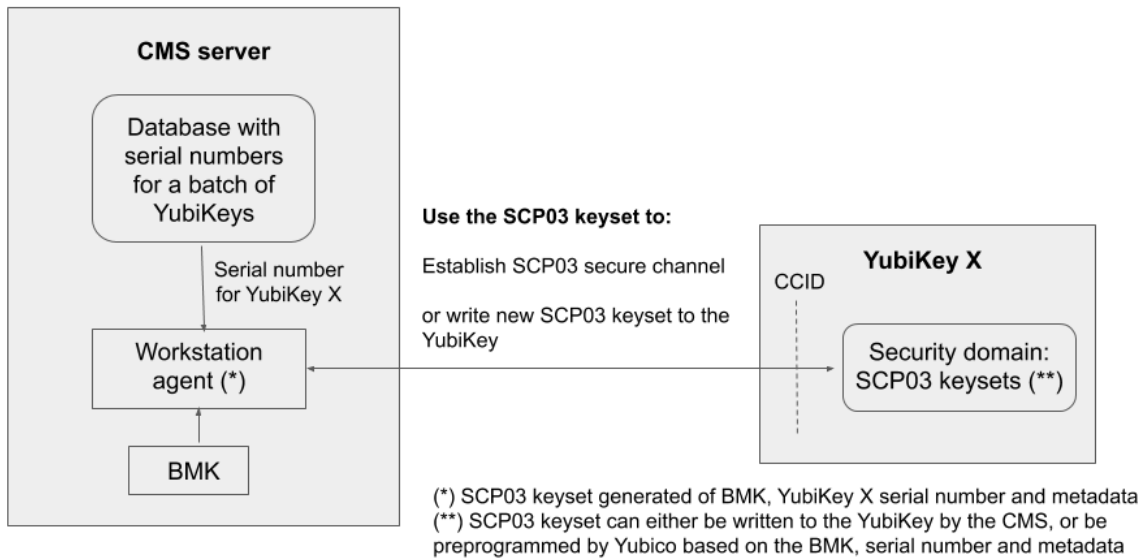 CMS server
Database with
serial numbers
for a batch of
YubiKeys
Serial number
for YubiKey X
Workstation
agent (*)
BMK
Use the SCP03 keyset to:
Establish SCP03 secure channel
or write new SCP03 keyset to the
YubiKey
YubiKey X
CCID
Security domain:
SCP03 keysets (**)
(*) SCP03 keyset generated of BMK, YubiKey X serial number and metadata
(**) SCP03 keyset can either be written to the YubiKey by the CMS, or be
preprogrammed by Yubico based on the BMK, serial number and metadata